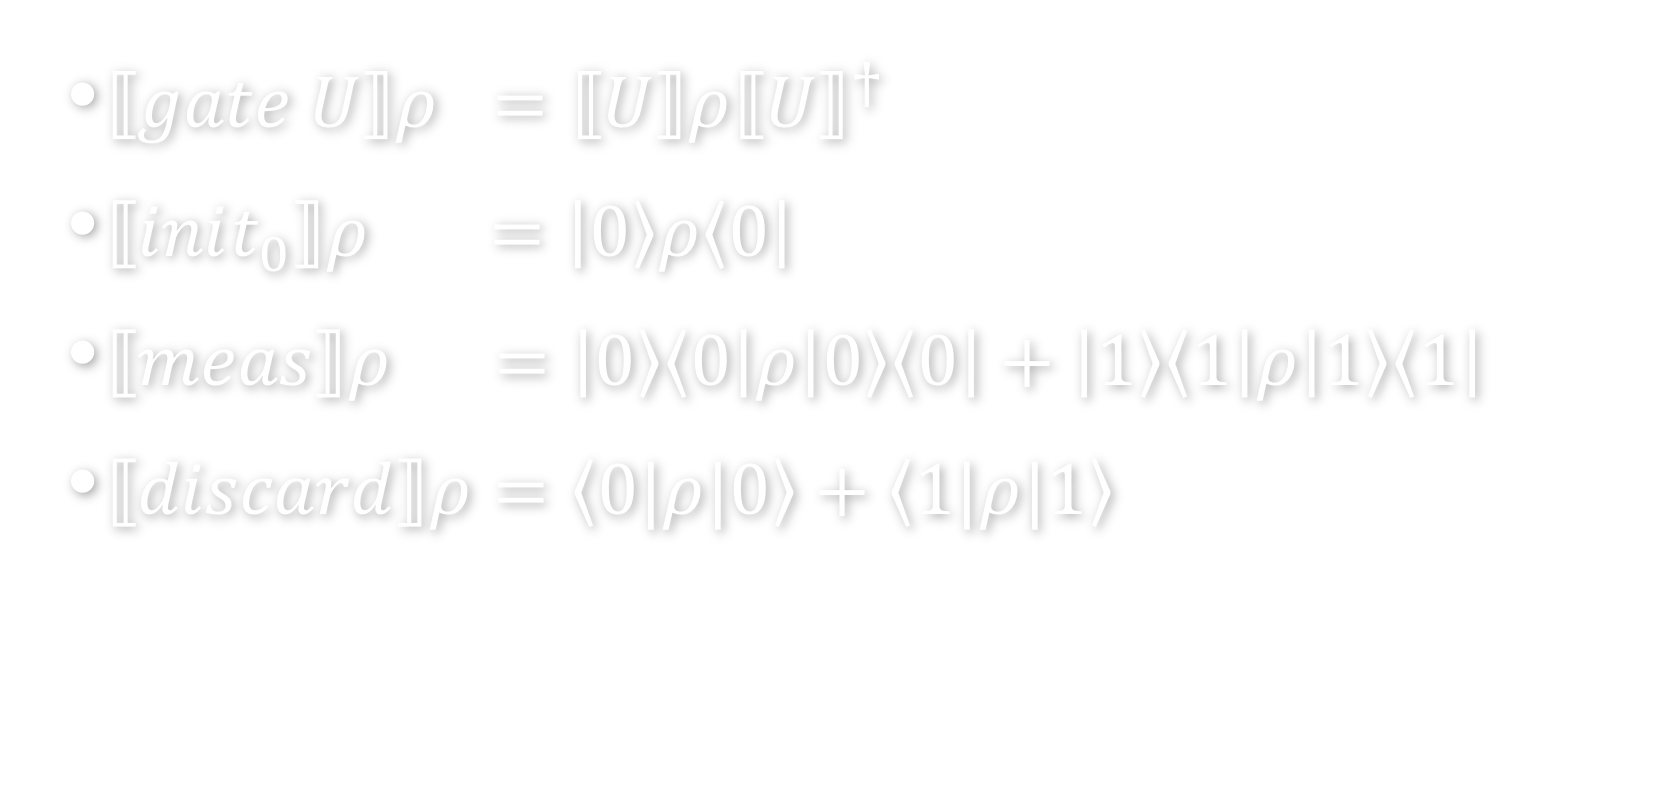 • ⟦gate U⟧ρ = ⟦U⟧ρ⟦U⟧†
• ⟦init₀⟧ρ = |0⟩ρ⟨0|
• ⟦meas⟧ρ = |0⟩⟨0|ρ|0⟩⟨0| + |1⟩⟨1|ρ|1⟩⟨1|
• ⟦discard⟧ρ = ⟨0|ρ|0⟩ + ⟨1|ρ|1⟩